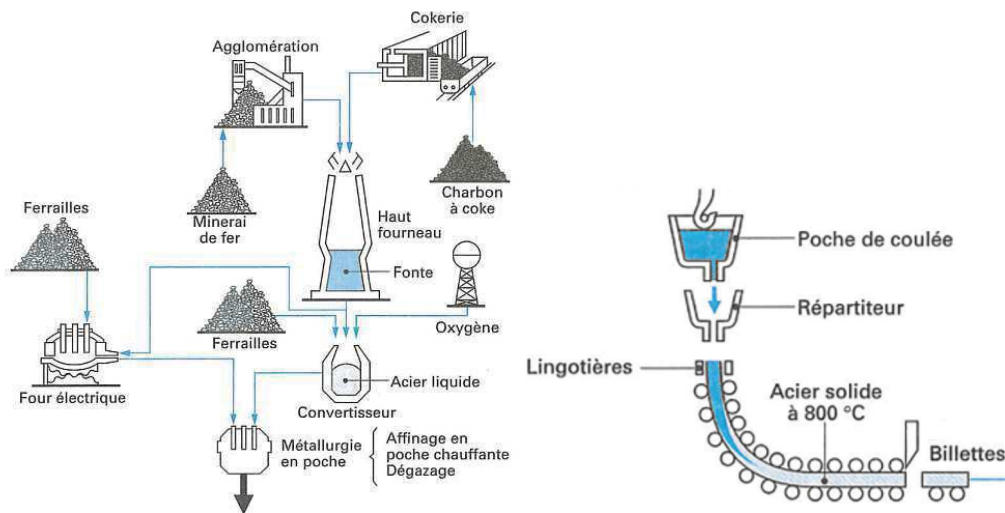 Cokerie
Agglomération
Charbon
à coke
Minerai
de fer
Ferrailles
Haut
fourneau
Fonte
Ferrailles
Oxygène
Four électrique
Acier liquide
Convertisseur
Métallurgie
en poche
Affinage en
poche chauffante
Dégazage
Poche de coulée
Répartiteur
Lingotières
Acier solide
à 800 °C
Billettes